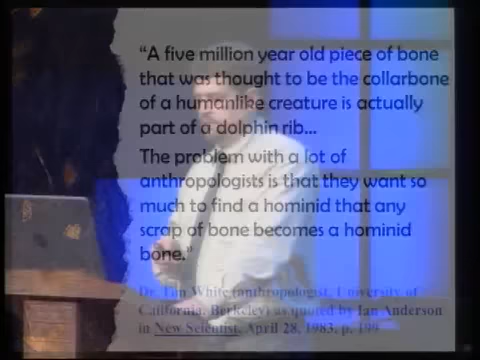 “A five million year old piece of bone
that was thought to be the collarbone
of a humanlike creature is actually
part of a dolphin rib...
The problem with a lot of
anthropologists is that they want so
much to find a hominid that any
scrap of bone becomes a hominid
bone.”
Dr. Tim White (anthropologist, University of
California, Berkeley) as quoted by Ian Anderson
in New Scientist, April 28, 1983, p. 199